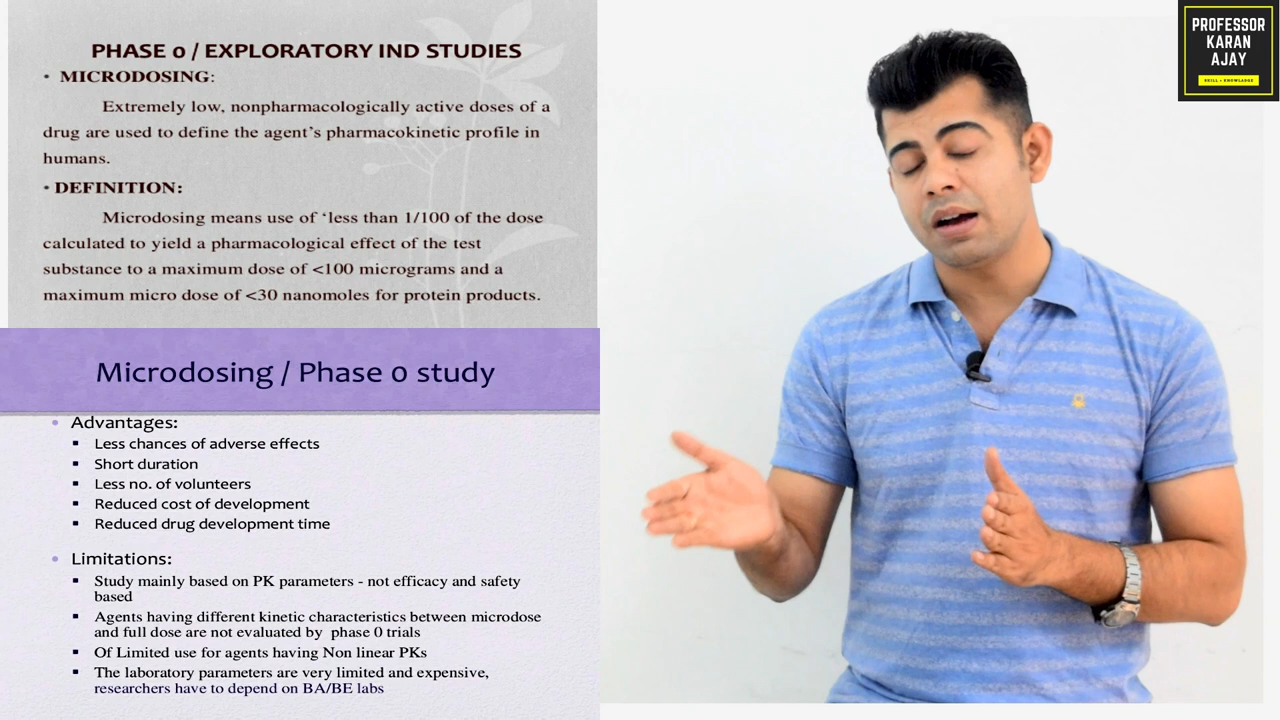 PHASE 0 / EXPLORATORY IND STUDIES
• MICRODOSING:
Extremely low, nonpharmacologically active doses of a
drug are used to define the agent's pharmacokinetic profile in
humans.
• DEFINITION:
Microdosing means use of 'less than 1/100 of the dose
calculated to yield a pharmacological effect of the test
substance to a maximum dose of <100 micrograms and a
maximum micro dose of <30 nanomoles for protein products.
Microdosing / Phase 0 study
• Advantages:
▪ Less chances of adverse effects
▪ Short duration
▪ Less no. of volunteers
▪ Reduced cost of development
▪ Reduced drug development time
• Limitations:
▪ Study mainly based on PK parameters - not efficacy and safety
based
▪ Agents having different kinetic characteristics between microdose
and full dose are not evaluated by phase 0 trials
▪ Of Limited use for agents having Non linear PKs
▪ The laboratory parameters are very limited and expensive,
researchers have to depend on BA/BE labs
PROFESSOR
KARAN
AJAY
SKILL + KNOWLADGE